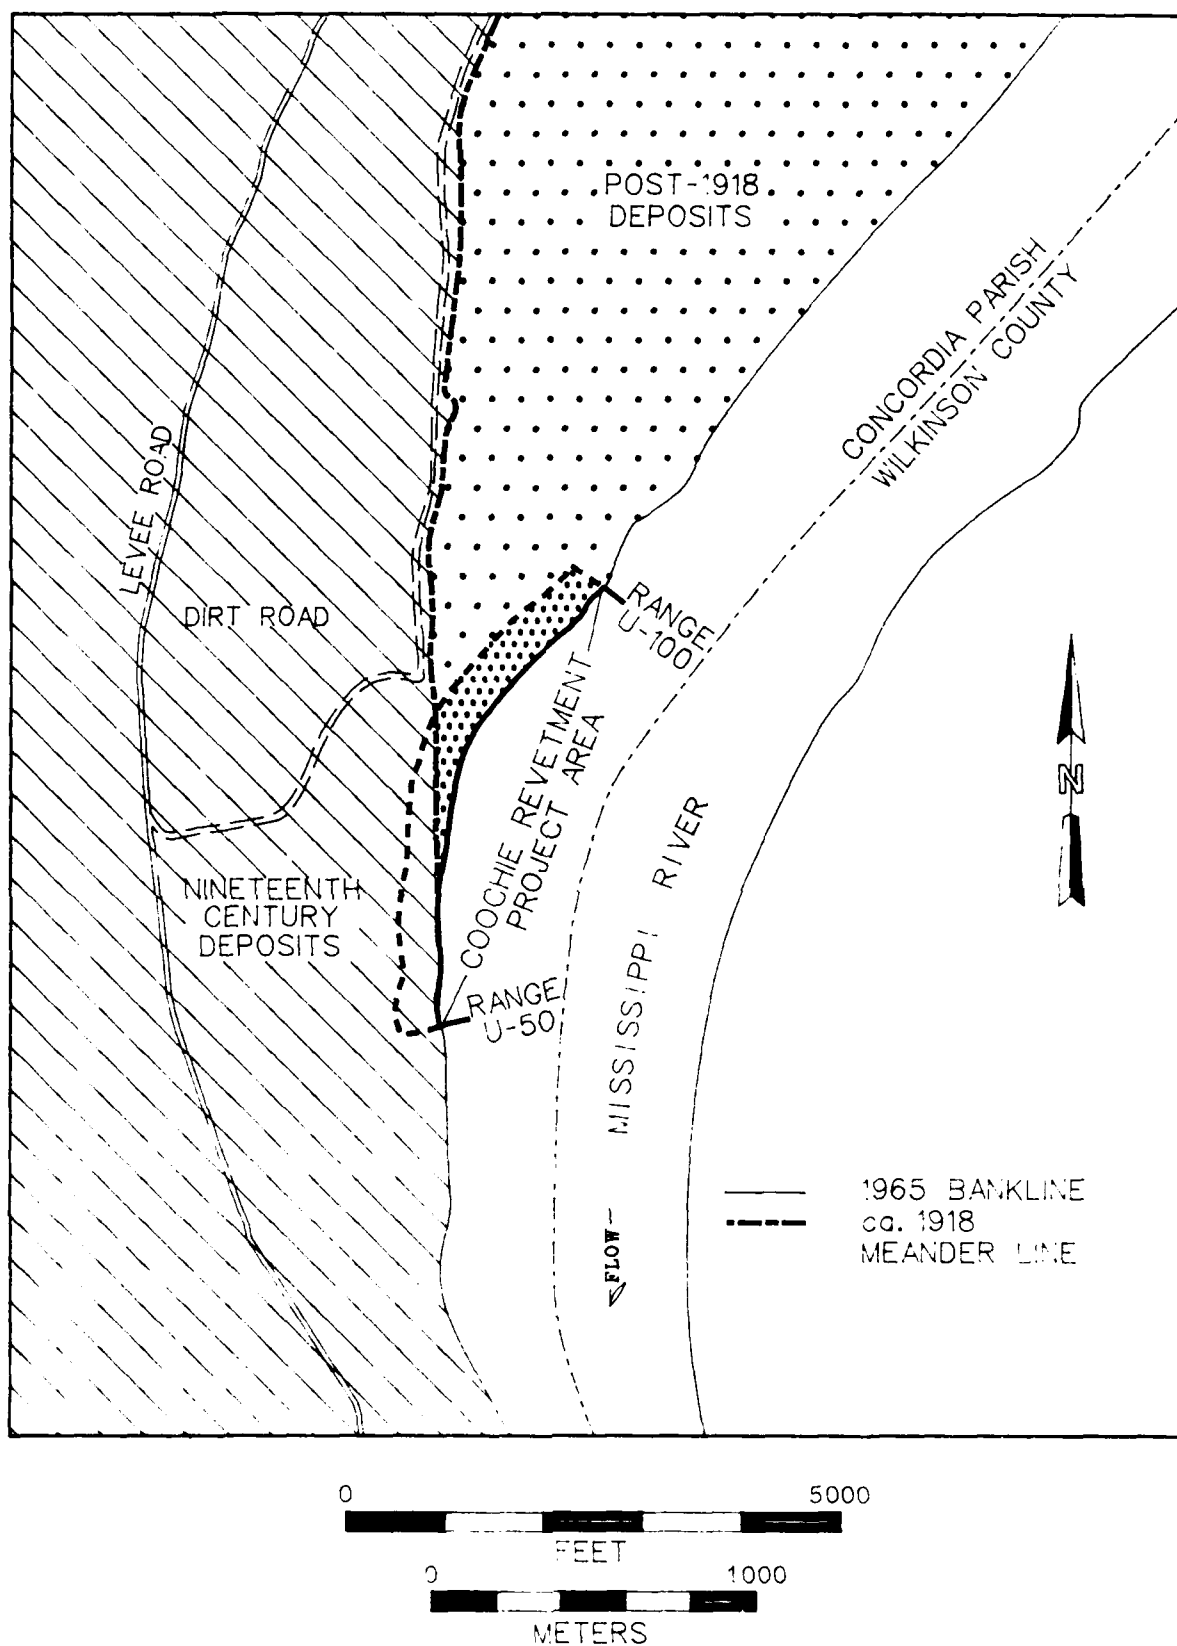 POST-1918
DEPOSITS
CONCORDIA PARISH
WILKINSON COUNTY
LEVEE ROAD
DIRT ROAD
RANGE
U-100
COOCHIE REVETMENT
PROJECT AREA
N
MISSISSIPPI RIVER
NINETEENTH
CENTURY
DEPOSITS
RANGE
U-50
FLOW
1965 BANKLINE
ca. 1918
MEANDER LINE
0 5000
FEET
0 1000
METERS